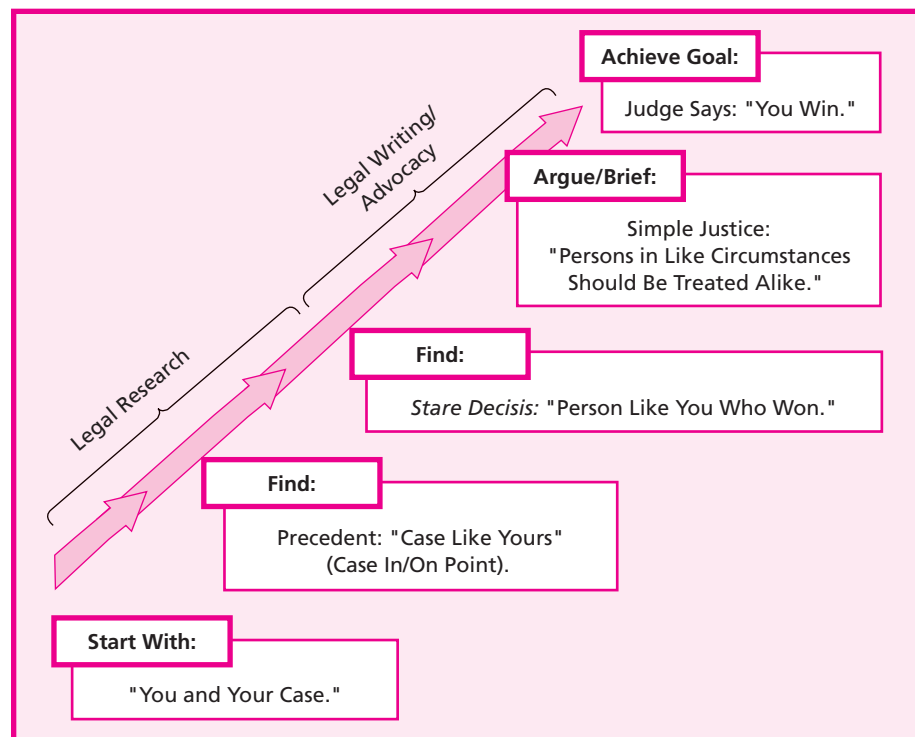 Achieve Goal:
Judge Says: "You Win."
Legal Writing/
Advocacy
Argue/Brief:
Simple Justice:
"Persons in Like Circumstances
Should Be Treated Alike."
Find:
Stare Decisis: "Person Like You Who Won."
Legal Research
Find:
Precedent: "Case Like Yours"
(Case In/On Point).
Start With:
"You and Your Case."